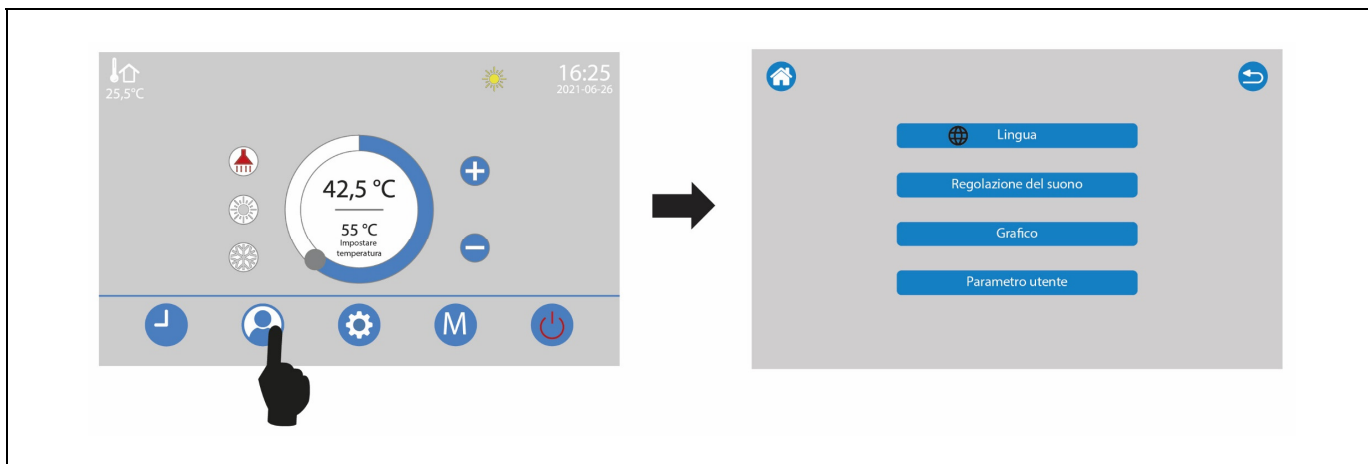 16:25
25,5°C
2021-06-26
42,5 °C
55 °C
Impostare
temperatura
M
Lingua
Regolazione del suono
Grafico
Parametro utente